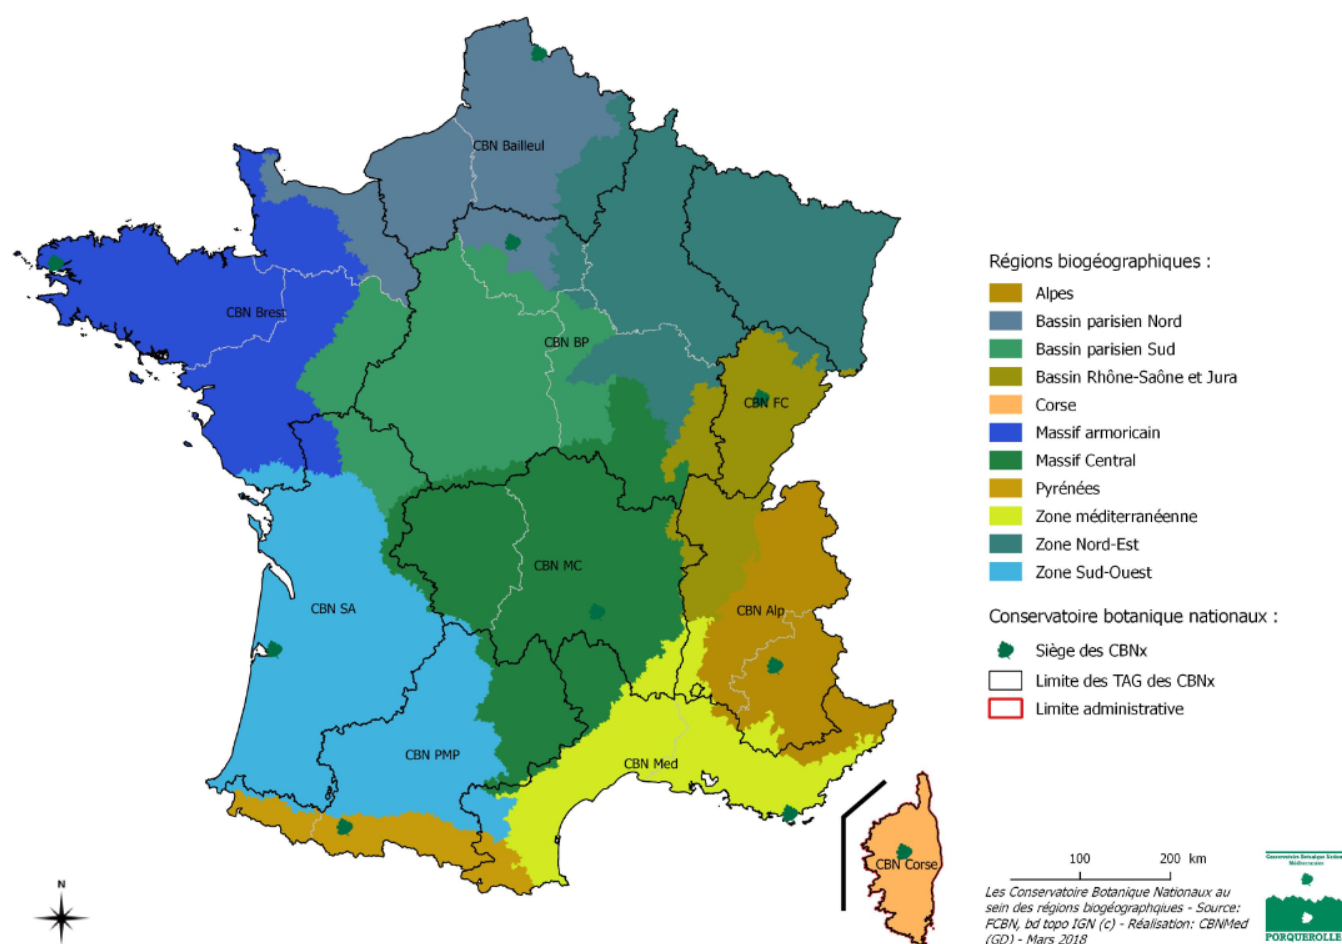 CBN Bailleul
CBN Brest
CBN BP
CBN FC
CBN MC
CBN SA
CBN Alp
CBN PMP
CBN Med
CBN Corse
N
Régions biogéographiques :
Alpes
Bassin parisien Nord
Bassin parisien Sud
Bassin Rhône-Saône et Jura
Corse
Massif armoricain
Massif Central
Pyrénées
Zone méditerranéenne
Zone Nord-Est
Zone Sud-Ouest
Conservatoire botanique nationaux :
Siège des CBNx
Limite des TAG des CBNx
Limite administrative
100 200 km
Les Conservatoire Botanique Nationaux au
sein des régions biogéographqiues - Source:
FCBN, bd topo IGN (c) - Réalisation: CBNMed
(GD) - Mars 2018
Conservatoire Botanique National
Méditerranéen
PORQUEROLLES